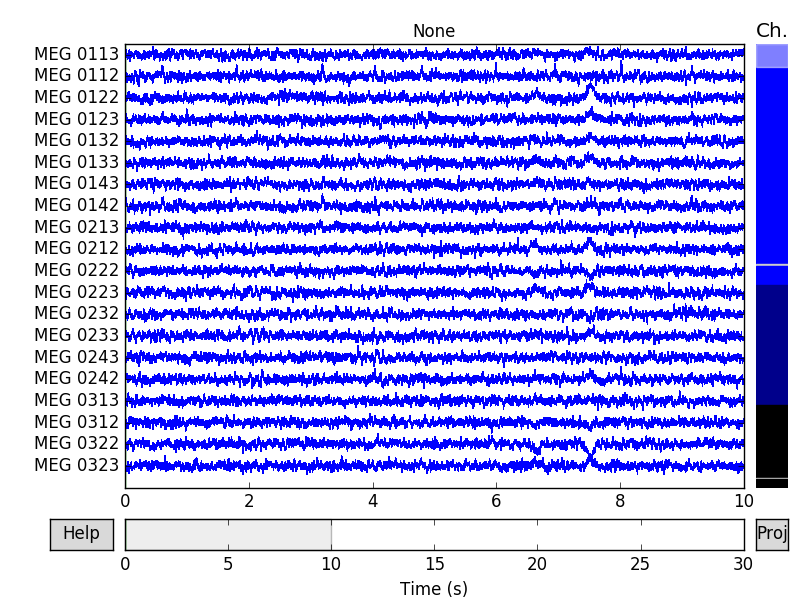 None
Ch.
MEG 0113
MEG 0112
MEG 0122
MEG 0123
MEG 0132
MEG 0133
MEG 0143
MEG 0142
MEG 0213
MEG 0212
MEG 0222
MEG 0223
MEG 0232
MEG 0233
MEG 0243
MEG 0242
MEG 0313
MEG 0312
MEG 0322
MEG 0323
0 2 4 6 8 10
Help
Proj
0 5 10 15 20 25 30
Time (s)